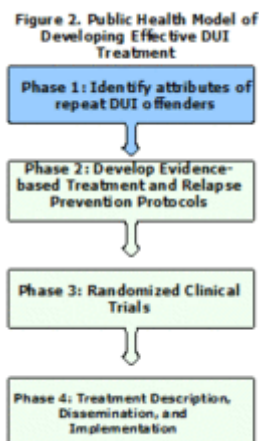 Figure 2. Public Health Model of
Developing Effective DUI
Treatment
Phase 1: Identify attributes of
repeat DUI offenders
Phase 2: Develop Evidence-
based Treatment and Relapse
Prevention Protocols
Phase 3: Randomized Clinical
Trials
Phase 4: Treatment Description,
Dissemination, and
Implementation